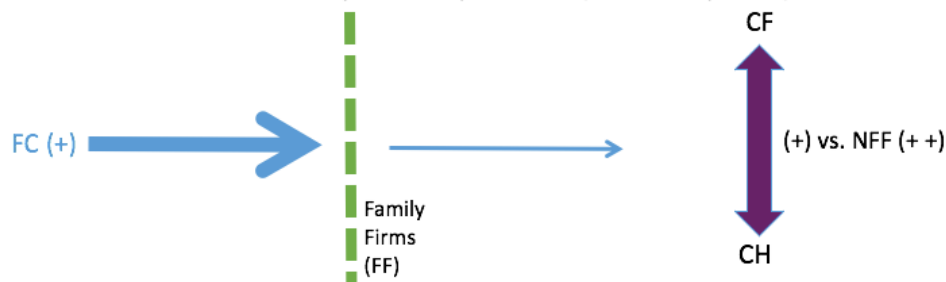 CF
FC (+)
(+) vs. NFF (+ +)
Family
Firms
(FF)
CH